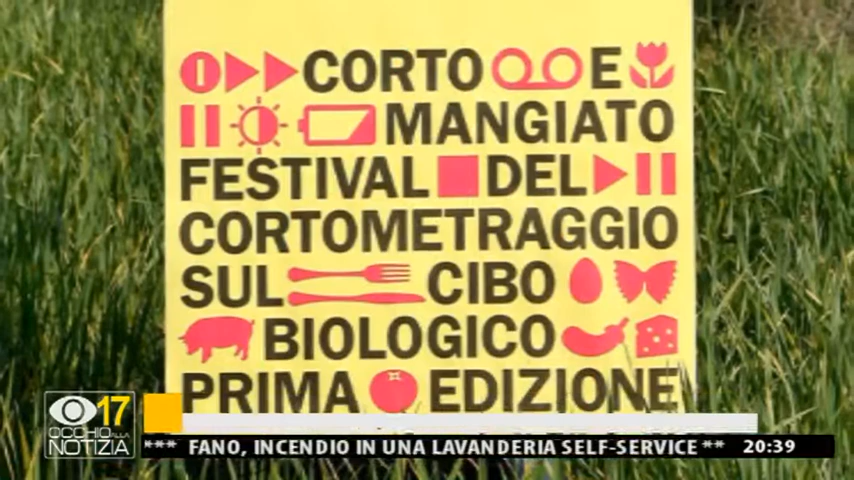 CORTO E
MANGIATO
FESTIVAL DEL
CORTOMETRAGGIO
SUL CIBO
BIOLOGICO
PRIMA EDIZIONE
17
OCCHIO ALLA
NOTIZIA
*** FANO, INCENDIO IN UNA LAVANDERIA SELF-SERVICE ** 20:39